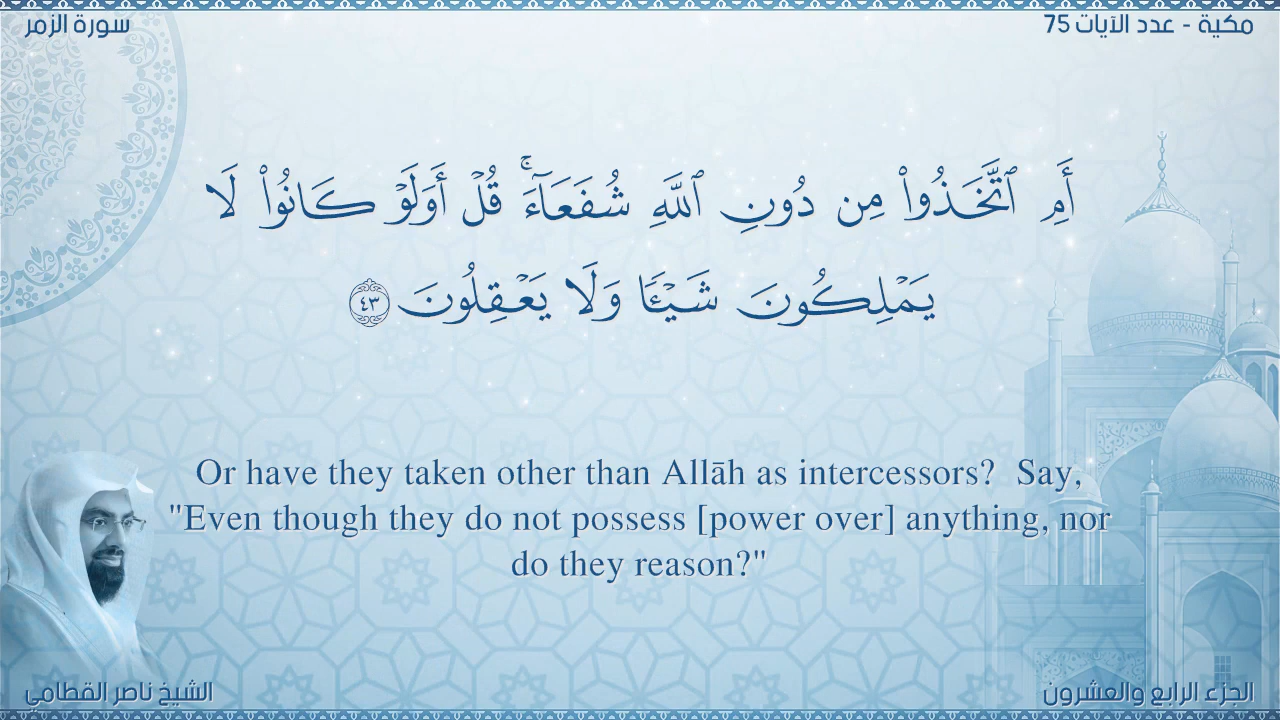 سورة الزمر
مكية - عدد الآيات 75
أَمِ ٱتَّخَذُوا۟ مِن دُونِ ٱللَّهِ شُفَعَآءَ ۚ قُلْ أَوَلَوْ كَانُوا۟ لَا
يَمْلِكُونَ شَيْـًٔا وَلَا يَعْقِلُونَ ٤٣
Or have they taken other than Allāh as intercessors? Say,
"Even though they do not possess [power over] anything, nor
do they reason?"
الشيخ ناصر القطامي
الجزء الرابع والعشرون